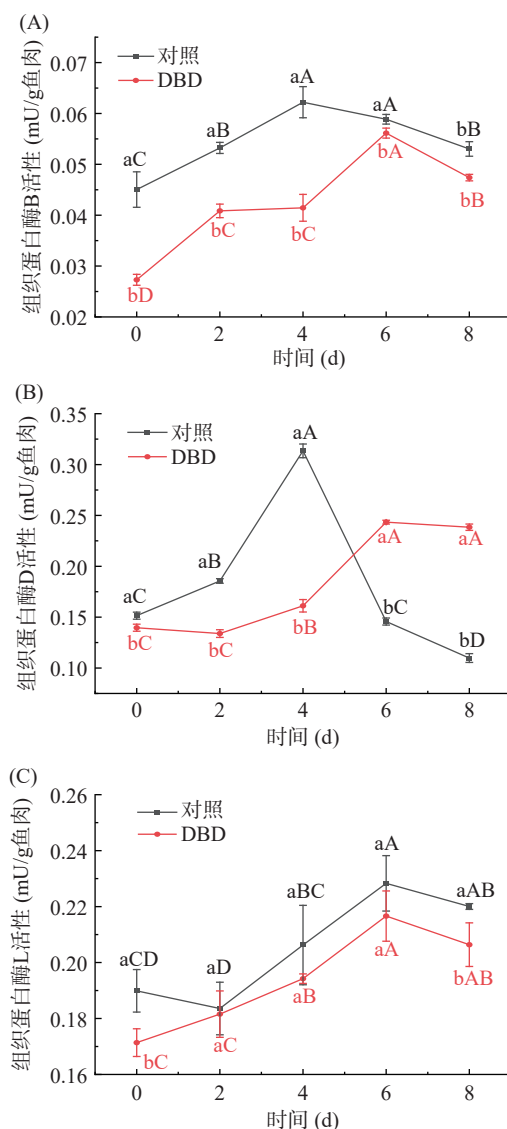 (A)
对照
DBD
组织蛋白酶B活性 (mU/g鱼肉)
0.07
0.06
0.05
0.04
0.03
0.02
aC
aB
aA
aA
bB
bD
bC
bC
bA
bB
0 2 4 6 8
时间 (d)
(B)
对照
DBD
组织蛋白酶D活性 (mU/g鱼肉)
0.35
0.30
0.25
0.20
0.15
0.10
aC
aB
aA
bC
bD
bC
bC
bB
aA
aA
0 2 4 6 8
时间 (d)
(C)
对照
DBD
组织蛋白酶L活性 (mU/g鱼肉)
0.26
0.24
0.22
0.20
0.18
0.16
aCD
aD
aBC
aA
aAB
bC
aC
aB
aA
bAB
0 2 4 6 8
时间 (d)